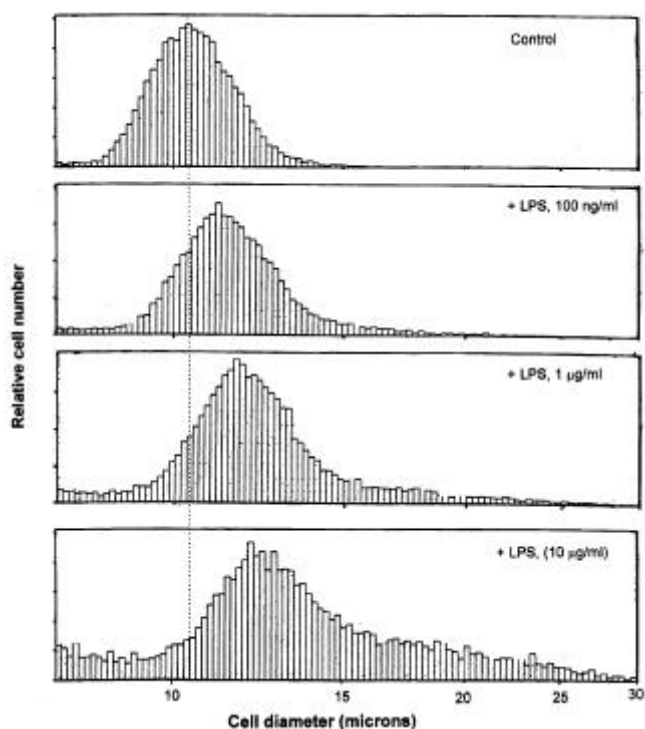 Control
+ LPS, 100 ng/ml
+ LPS, 1 µg/ml
+ LPS, (10 µg/ml)
Relative cell number
10 15 20 25 30
Cell diameter (microns)